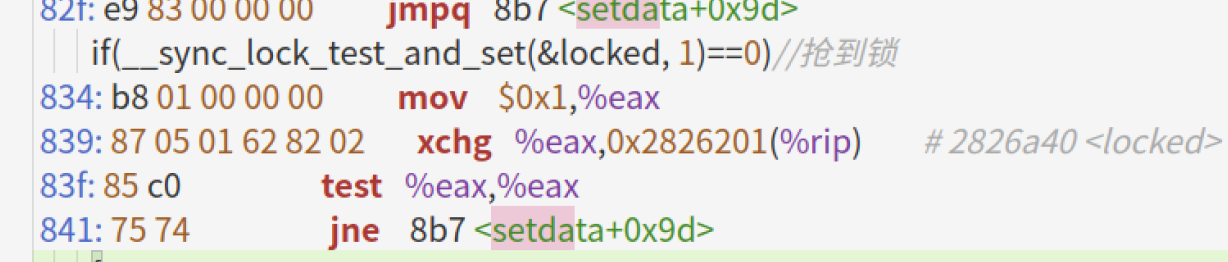 82f: e9 83 00 00 00 jmpq 8b7 <setdata+0x9d>
if(__sync_lock_test_and_set(&locked, 1)==0)//抢到锁
834: b8 01 00 00 00 mov $0x1,%eax
839: 87 05 01 62 82 02 xchg %eax,0x2826201(%rip) # 2826a40 <locked>
83f: 85 c0 test %eax,%eax
841: 75 74 jne 8b7 <setdata+0x9d>